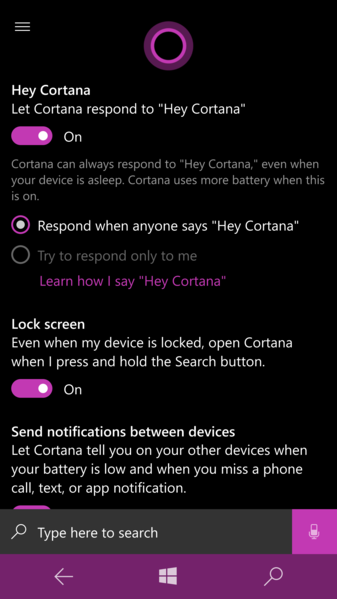 Hey Cortana
Let Cortana respond to "Hey Cortana"
On
Cortana can always respond to "Hey Cortana," even when
your device is asleep. Cortana uses more battery when this
is on.
Respond when anyone says "Hey Cortana"
Try to respond only to me
Learn how I say "Hey Cortana"
Lock screen
Even when my device is locked, open Cortana
when I press and hold the Search button.
On
Send notifications between devices
Let Cortana tell you on your other devices when
your battery is low and when you miss a phone
call, text, or app notification.
Type here to search